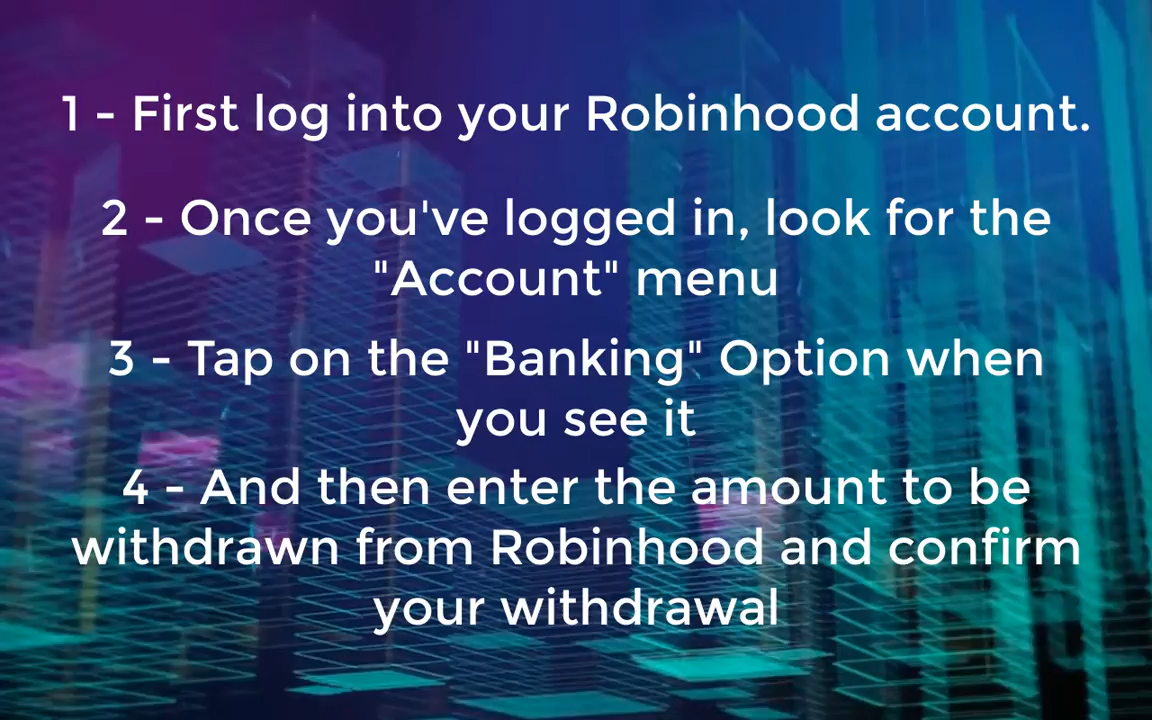 1 - First log into your Robinhood account.
2 - Once you've logged in, look for the
"Account" menu
3 - Tap on the "Banking" Option when
you see it
4 - And then enter the amount to be
withdrawn from Robinhood and confirm
your withdrawal